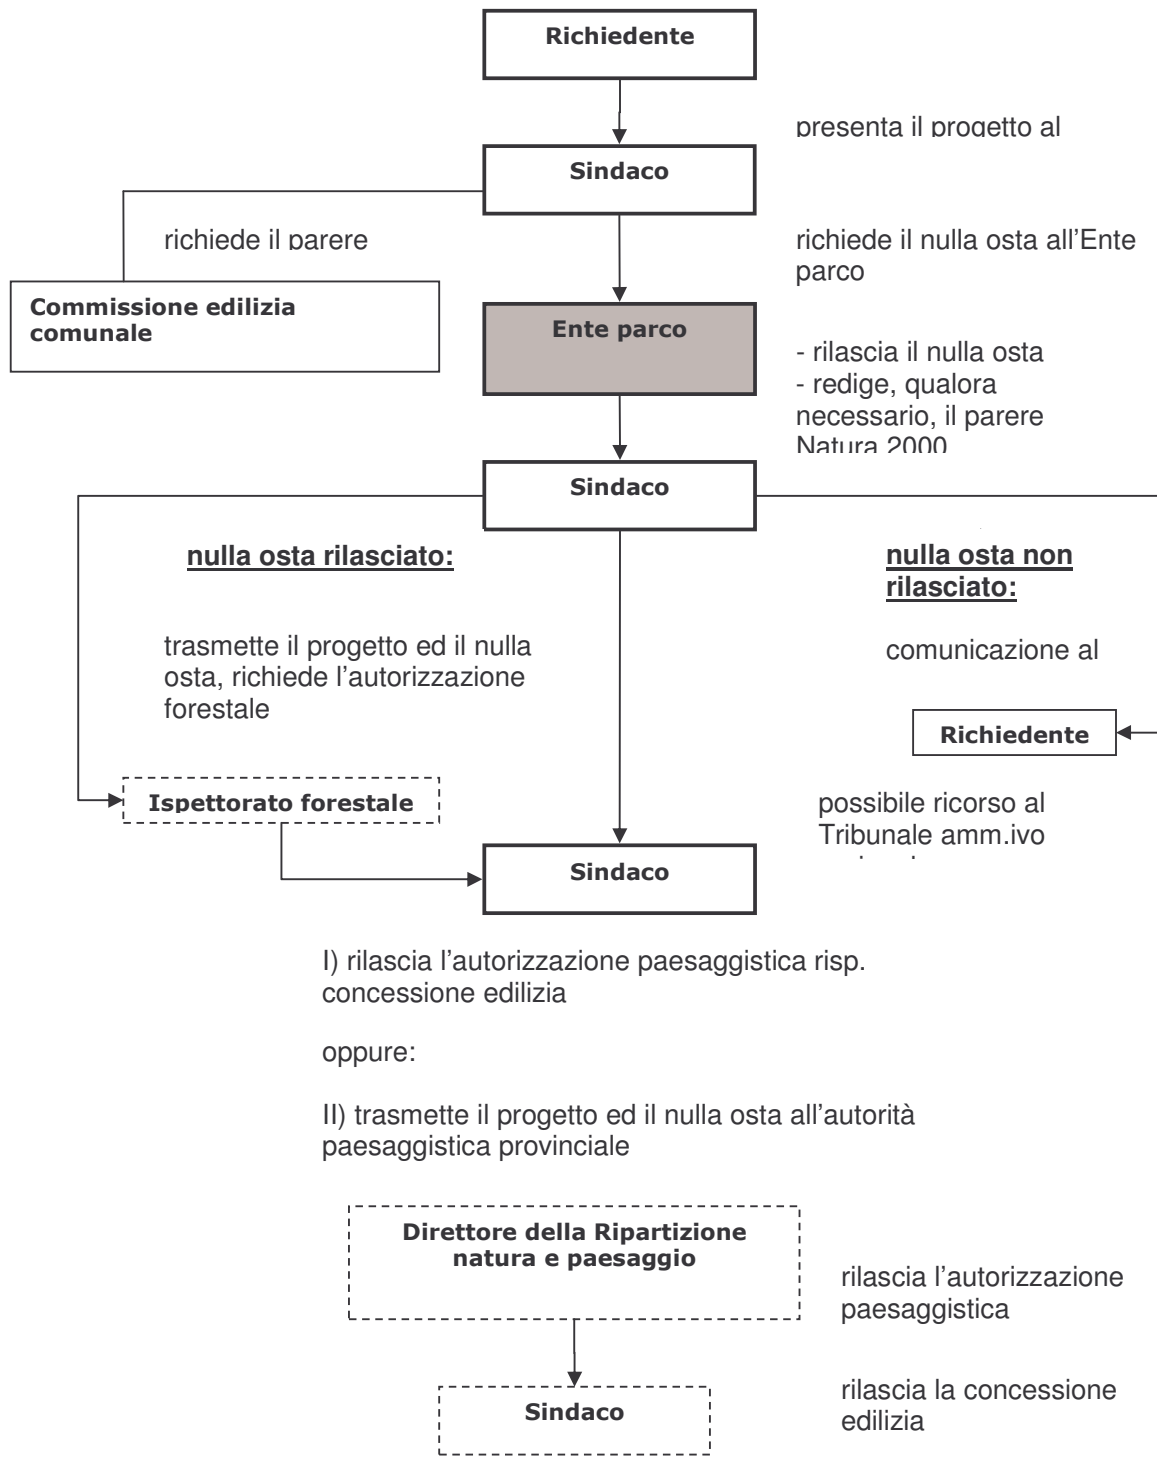 Richiedente
presenta il progetto al
Sindaco
richiede il parere
richiede il nulla osta all'Ente
parco
Commissione edilizia
comunale
Ente parco
- rilascia il nulla osta
- redige, qualora
necessario, il parere
Natura 2000
Sindaco
nulla osta rilasciato:
nulla osta non
rilasciato:
trasmette il progetto ed il nulla
osta, richiede l'autorizzazione
forestale
comunicazione al
Richiedente
Ispettorato forestale
possibile ricorso al
Tribunale amm.ivo
Sindaco
I) rilascia l'autorizzazione paesaggistica risp.
concessione edilizia
oppure:
II) trasmette il progetto ed il nulla osta all'autorità
paesaggistica provinciale
Direttore della Ripartizione
natura e paesaggio
rilascia l'autorizzazione
paesaggistica
rilascia la concessione
edilizia
Sindaco